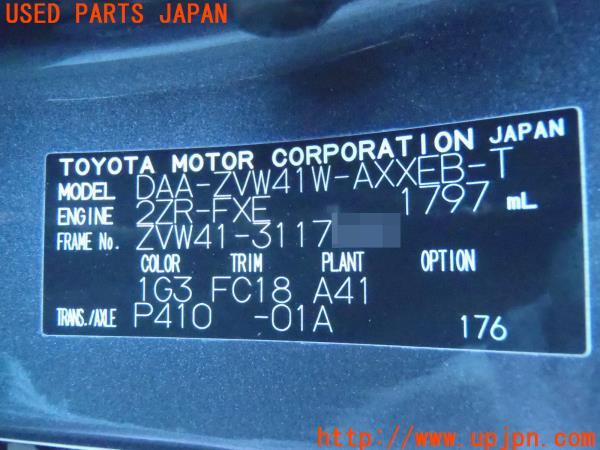 USED PARTS JAPAN
TOYOTA MOTOR CORPORATION JAPAN
MODEL DAA-ZVW41W-AXXEB-T
ENGINE 2ZR-FXE 1797 mL
FRAME No. ZVW41-3117
COLOR TRIM PLANT OPTION
1G3 FC18 A41
TRANS./AXLE P410 -01A 176
http://www.upjpn.com